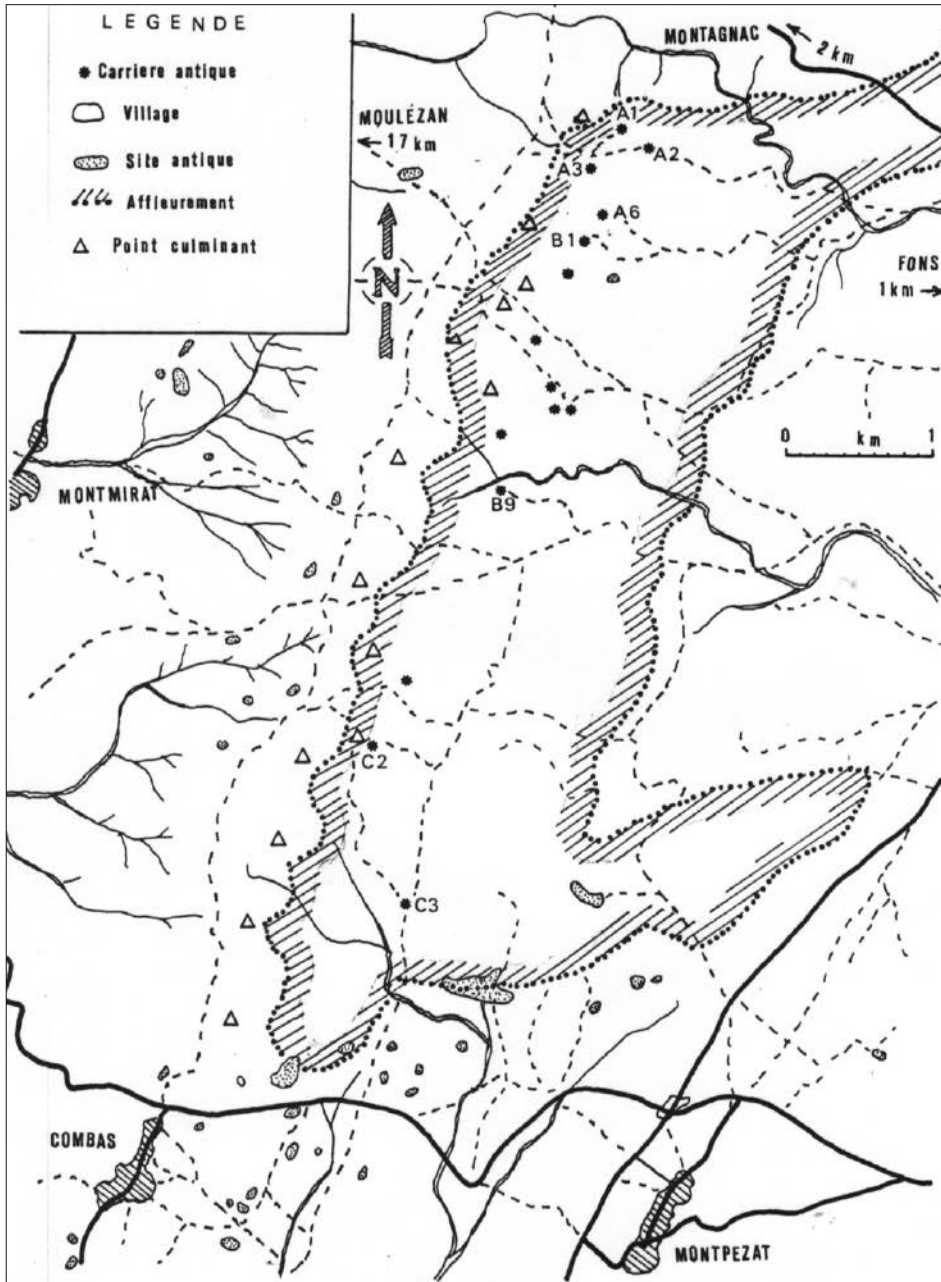 LEGENDE
Carriere antique
Village
Site antique
Affleurement
Point culminant
MONTAGNAC
2 km
MOULÉZAN
17 km
A1
A2
A3
A6
B1
N
FONS
1 km
0 km 1
MONTMIRAT
B9
C2
C3
COMBAS
MONTPEZAT